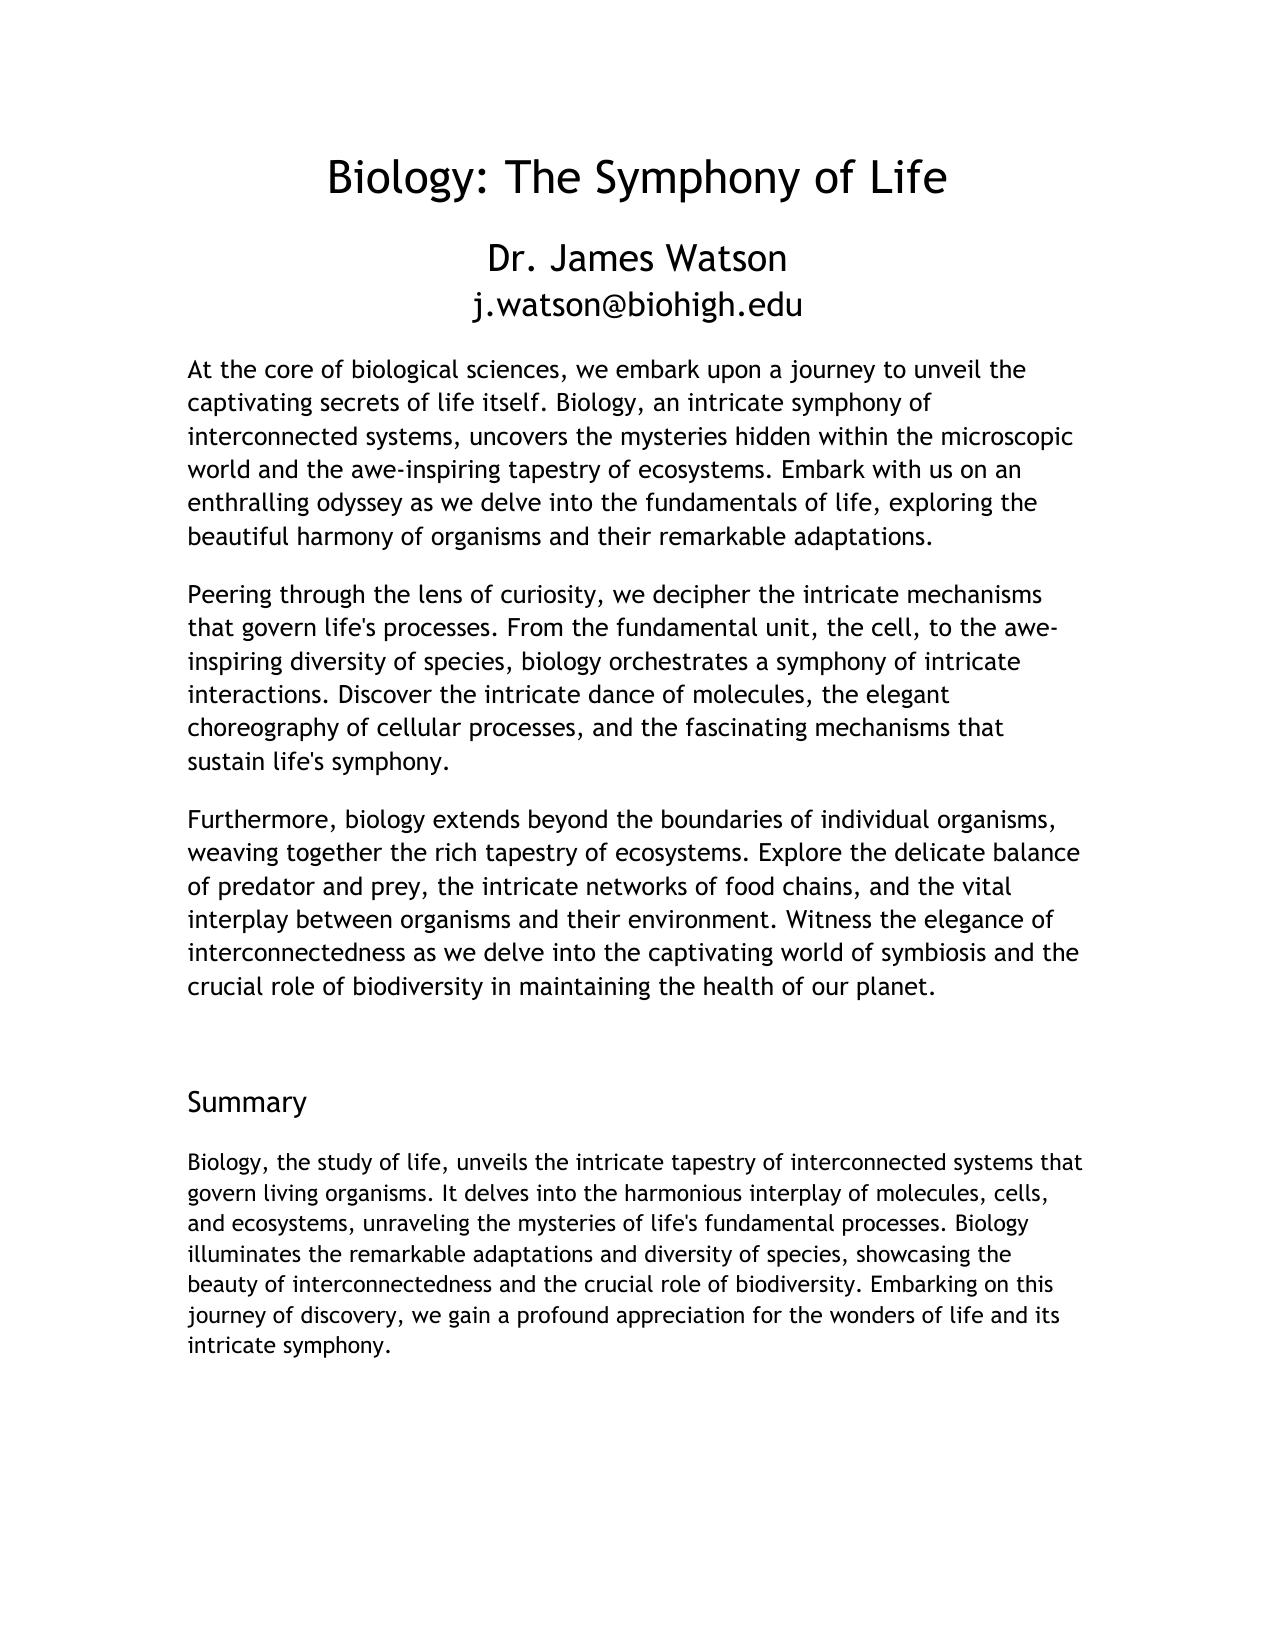 Biology: The Symphony of Life
Dr. James Watson
j.watson@biohigh.edu
At the core of biological sciences, we embark upon a journey to unveil the
captivating secrets of life itself. Biology, an intricate symphony of
interconnected systems, uncovers the mysteries hidden within the microscopic
world and the awe-inspiring tapestry of ecosystems. Embark with us on an
enthralling odyssey as we delve into the fundamentals of life, exploring the
beautiful harmony of organisms and their remarkable adaptations.
Peering through the lens of curiosity, we decipher the intricate mechanisms
that govern life's processes. From the fundamental unit, the cell, to the awe-
inspiring diversity of species, biology orchestrates a symphony of intricate
interactions. Discover the intricate dance of molecules, the elegant
choreography of cellular processes, and the fascinating mechanisms that
sustain life's symphony.
Furthermore, biology extends beyond the boundaries of individual organisms,
weaving together the rich tapestry of ecosystems. Explore the delicate balance
of predator and prey, the intricate networks of food chains, and the vital
interplay between organisms and their environment. Witness the elegance of
interconnectedness as we delve into the captivating world of symbiosis and the
crucial role of biodiversity in maintaining the health of our planet.
Summary
Biology, the study of life, unveils the intricate tapestry of interconnected systems that
govern living organisms. It delves into the harmonious interplay of molecules, cells,
and ecosystems, unraveling the mysteries of life's fundamental processes. Biology
illuminates the remarkable adaptations and diversity of species, showcasing the
beauty of interconnectedness and the crucial role of biodiversity. Embarking on this
journey of discovery, we gain a profound appreciation for the wonders of life and its
intricate symphony.